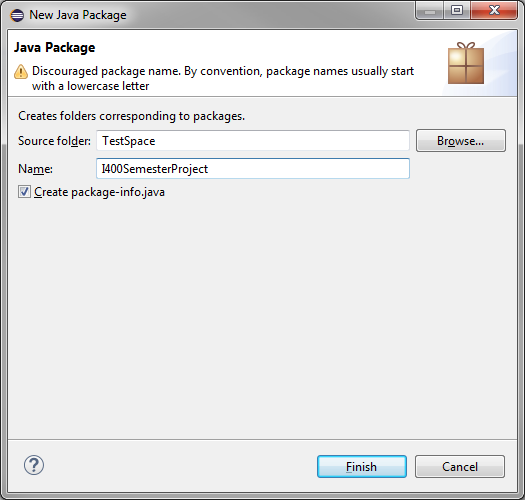 New Java Package
Java Package
Discouraged package name. By convention, package names usually start
with a lowercase letter
Creates folders corresponding to packages.
Source folder: TestSpace Browse...
Name: I400SemesterProject
Create package-info.java
? Finish Cancel